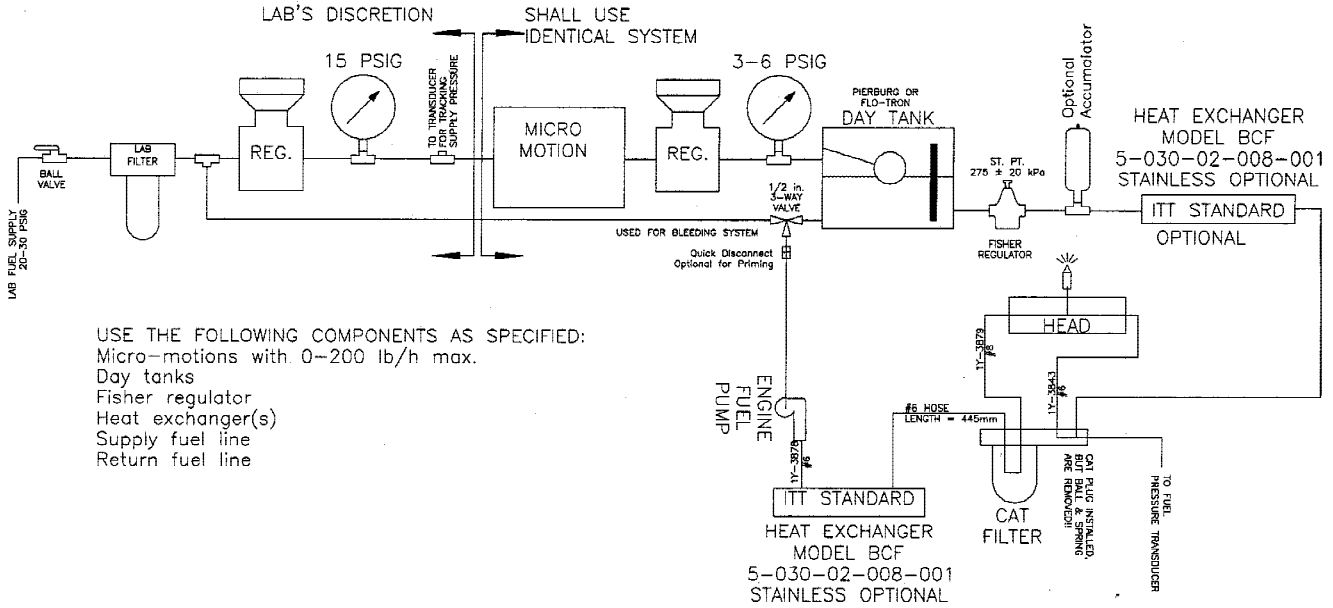 LAB'S DISCRETION
SHALL USE
IDENTICAL SYSTEM
15 PSIG
3-6 PSIG
TO TRANSDUCER
FOR TRACKING
SUPPLY PRESSURE
PIERBURG OR
FLO-TRON
DAY TANK
Optional
Accumulator
HEAT EXCHANGER
MODEL BCF
5-030-02-008-001
STAINLESS OPTIONAL
LAB
FILTER
REG.
MICRO
MOTION
REG.
BALL
VALVE
ST. PT.
275 ± 20 kPa
1/2 in.
3-WAY
VALVE
ITT STANDARD
OPTIONAL
LAB FUEL SUPPLY
20-30 PSIG
USED FOR BLEEDING SYSTEM
FISHER
REGULATOR
Quick Disconnect
Optional for Priming
USE THE FOLLOWING COMPONENTS AS SPECIFIED:
Micro-motions with 0-200 lb/h max.
Day tanks
Fisher regulator
Heat exchanger(s)
Supply fuel line
Return fuel line
HEAD
1Y-3879
#8
1Y-3843
#6
ENGINE
FUEL
PUMP
#6 HOSE
LENGTH = 445mm
1Y-3878
#6
ITT STANDARD
HEAT EXCHANGER
MODEL BCF
5-030-02-008-001
STAINLESS OPTIONAL
CAT
FILTER
CAT PLUG INSTALLED,
BUT BALL & SPRING
ARE REMOVED!!
TO FUEL
PRESSURE TRANSDUCER